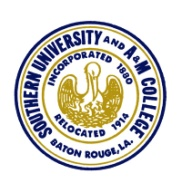 SOUTHERN UNIVERSITY AND A & M COLLEGE
INCORPORATED 1880
RELOCATED 1914
BATON ROUGE, LA.